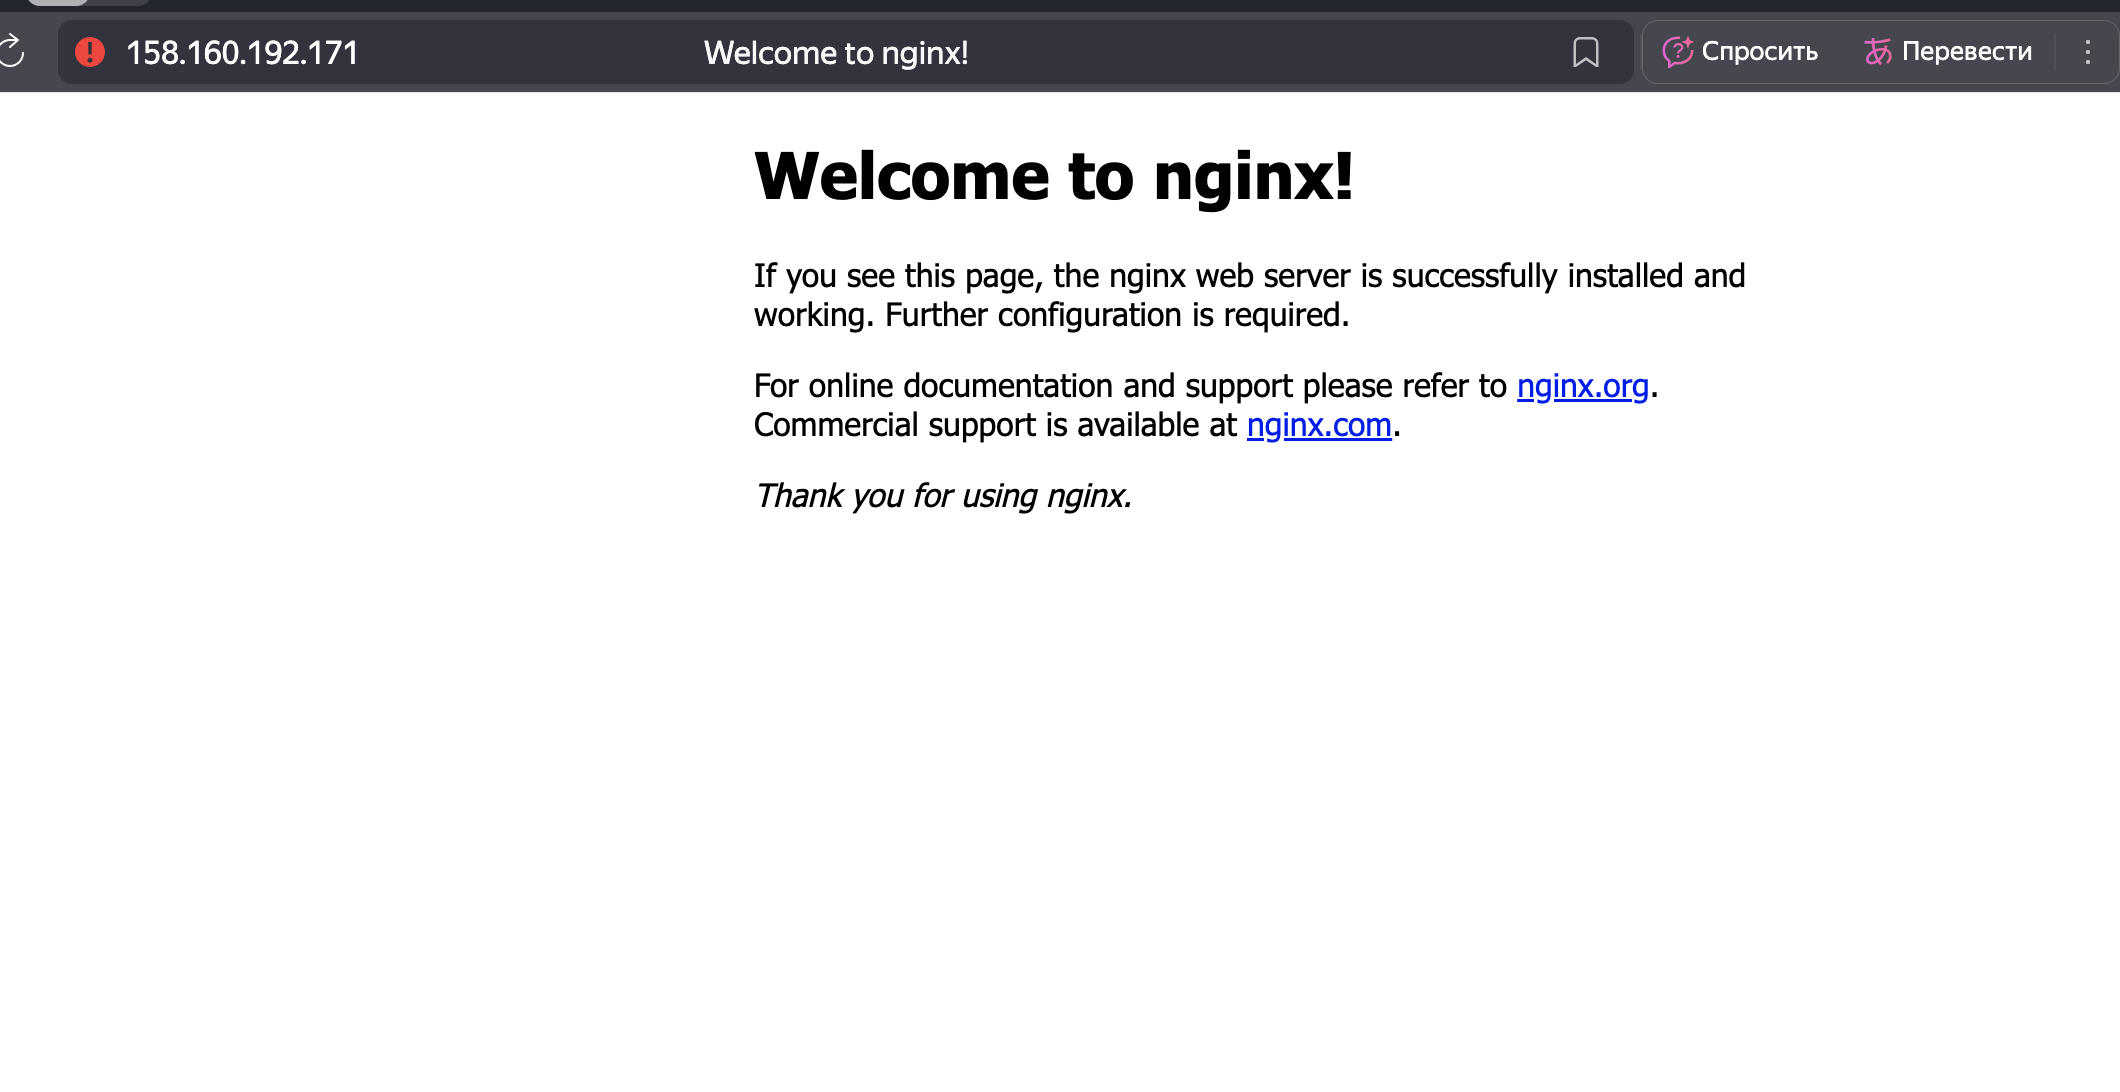 158.160.192.171 Welcome to nginx! Спросить あ Перевести
Welcome to nginx!
If you see this page, the nginx web server is successfully installed and
working. Further configuration is required.
For online documentation and support please refer to nginx.org.
Commercial support is available at nginx.com.
Thank you for using nginx.